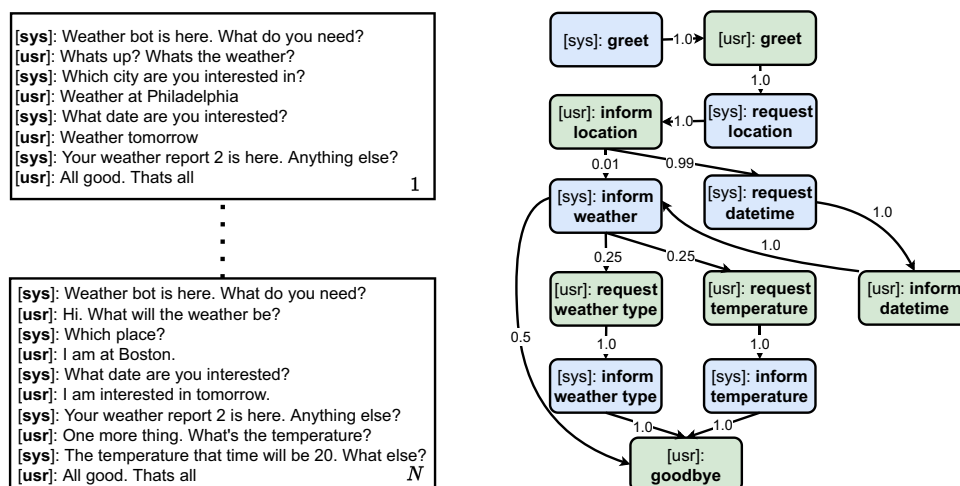 [sys]: Weather bot is here. What do you need?
[usr]: Whats up? Whats the weather?
[sys]: Which city are you interested in?
[usr]: Weather at Philadelphia
[sys]: What date are you interested?
[usr]: Weather tomorrow
[sys]: Your weather report 2 is here. Anything else?
[usr]: All good. Thats all
1
[sys]: Weather bot is here. What do you need?
[usr]: Hi. What will the weather be?
[sys]: Which place?
[usr]: I am at Boston.
[sys]: What date are you interested?
[usr]: I am interested in tomorrow.
[sys]: Your weather report 2 is here. Anything else?
[usr]: One more thing. What's the temperature?
[sys]: The temperature that time will be 20. What else?
[usr]: All good. Thats all
N
[sys]: greet
1.0
[usr]: greet
1.0
[usr]: inform
location
1.0
[sys]: request
location
0.01
0.99
[sys]: inform
weather
[sys]: request
datetime
1.0
1.0
0.25
0.25
[usr]: request
weather type
[usr]: request
temperature
[usr]: inform
datetime
0.5
1.0
1.0
[sys]: inform
weather type
[sys]: inform
temperature
1.0
1.0
[usr]:
goodbye